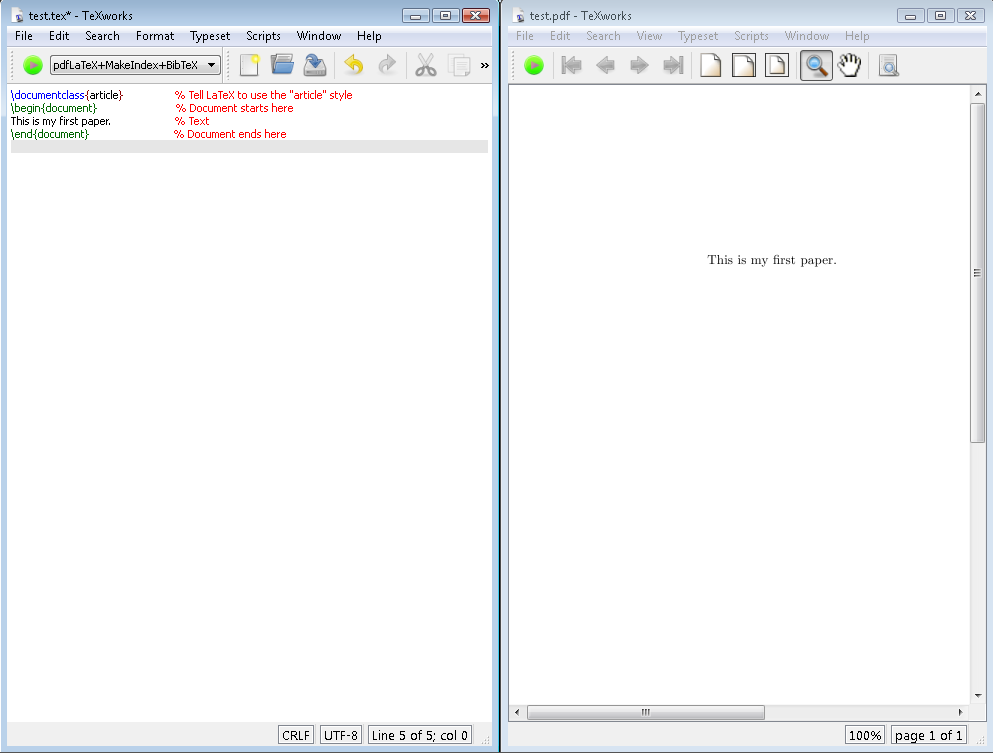 test.tex* - TeXworks
File Edit Search Format Typeset Scripts Window Help
pdfLaTeX+MakeIndex+BibTeX
»
\documentclass{article} % Tell LaTeX to use the "article" style
\begin{document} % Document starts here
This is my first paper. % Text
\end{document} % Document ends here
CRLF UTF-8 Line 5 of 5; col 0
test.pdf - TeXworks
File Edit Search View Typeset Scripts Window Help
This is my first paper.
100% page 1 of 1